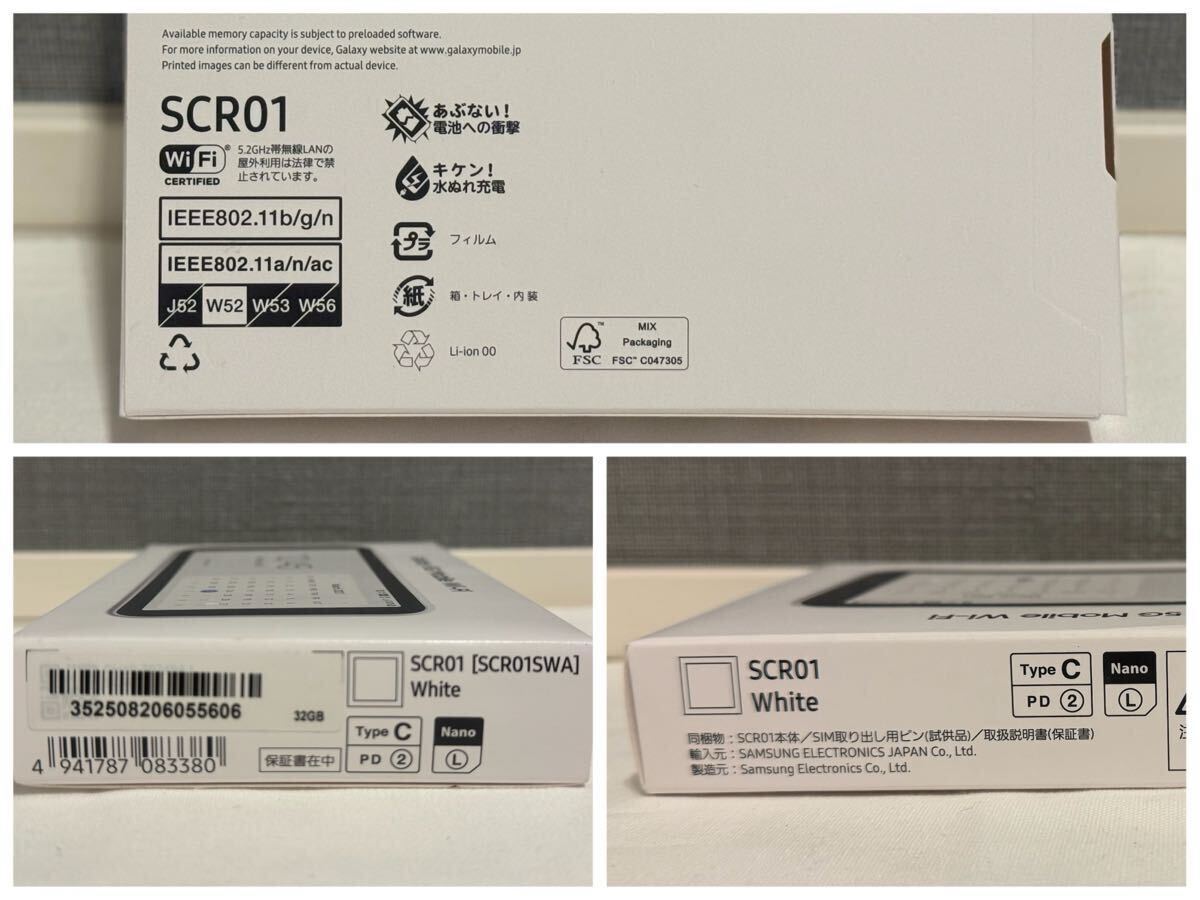 Available memory capacity is subject to preloaded software.
For more information on your device, Galaxy website at www.galaxymobile.jp
Printed images can be different from actual device.
SCR01
Wi Fi ®
CERTIFIED
5.2GHz帯無線LANの
屋外利用は法律で禁
止されています。
IEEE802.11b/g/n
IEEE802.11a/n/ac
J52 W52 W53 W56
あぶない!
電池への衝撃
キケン!
水ぬれ充電
プラ フィルム
紙 箱・トレイ・内装
Li-ion 00
FSC
MIX
Packaging
FSC™ C047305
352508206055606
32GB
4 941787 083380
保証書在中
SCR01 [SCR01SWA]
White
Type C
PD 2
Nano
L
5G Mobile Wi-Fi
SCR01
White
Type C
PD 2
Nano
L
同梱物:SCR01本体/SIM取り出し用ピン(試供品)/取扱説明書(保証書)
輸入元:SAMSUNG ELECTRONICS JAPAN Co., Ltd.
製造元:Samsung Electronics Co., Ltd.
注